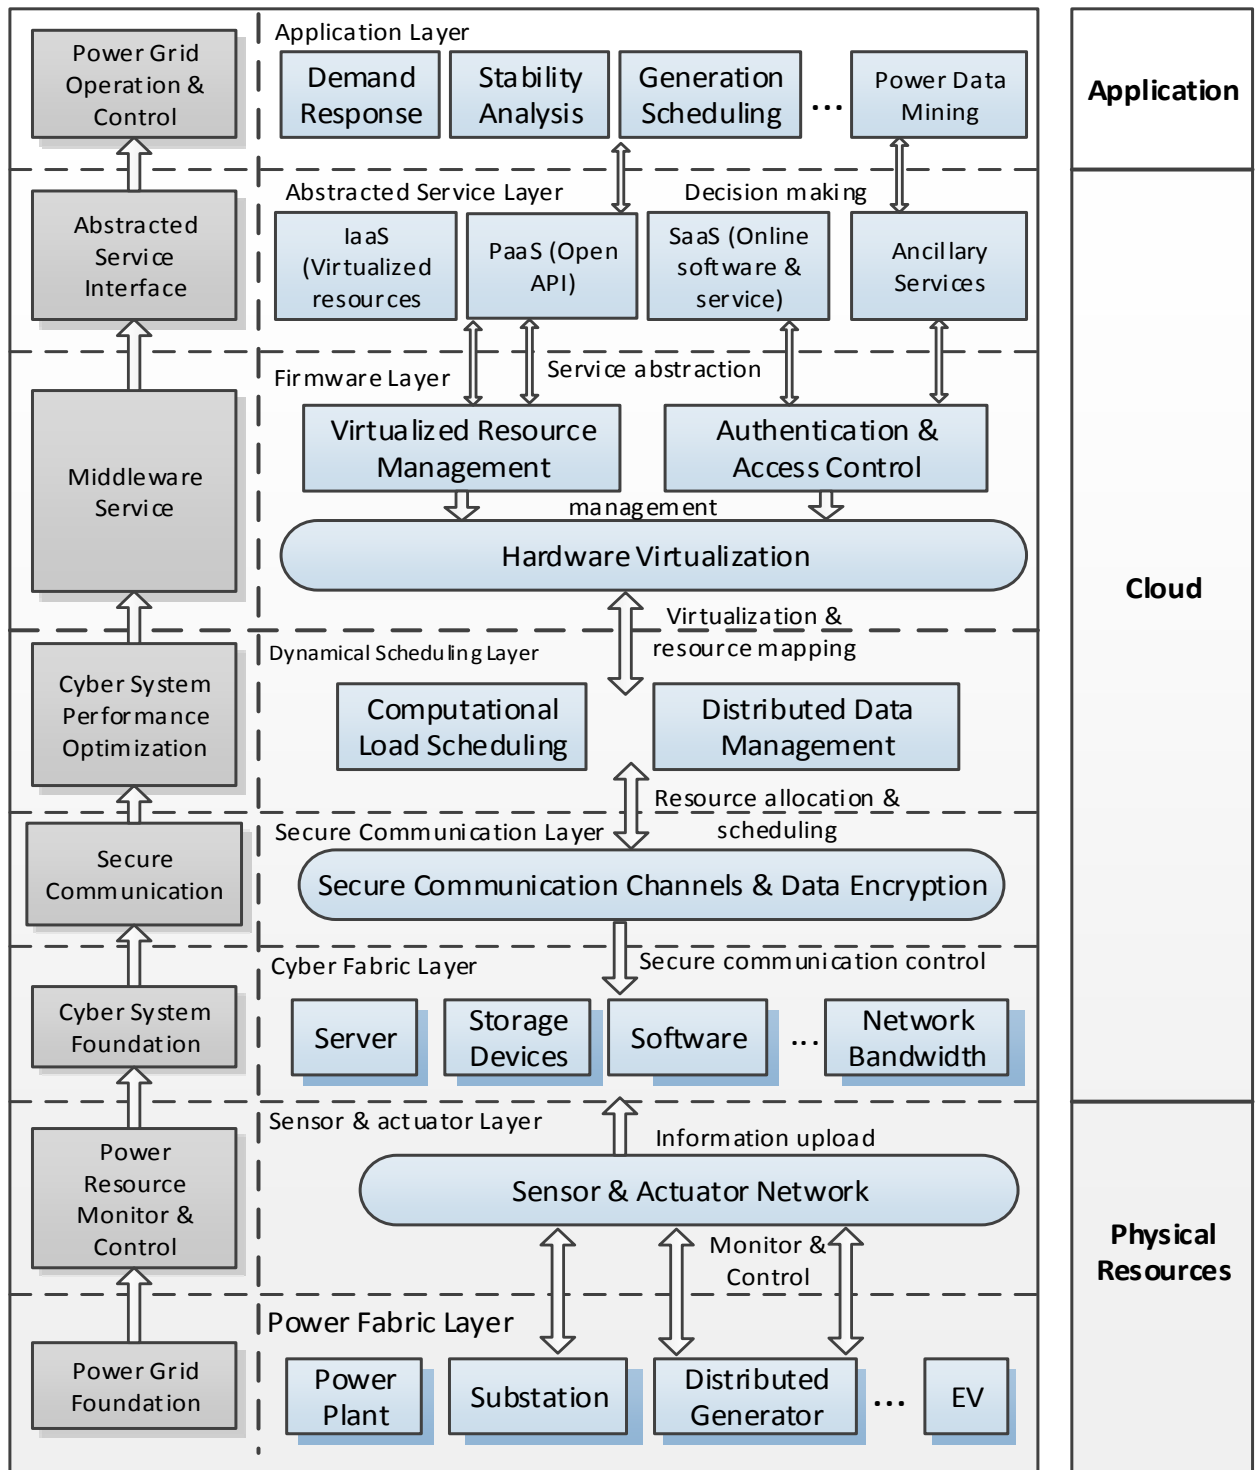 Power Grid
Operation &
Control
Application Layer
Demand
Response
Stability
Analysis
Generation
Scheduling
...
Power Data
Mining
Application
Abstracted
Service
Interface
Abstracted Service Layer
Decision making
IaaS
(Virtualized
resources
PaaS (Open
API)
SaaS (Online
software &
service)
Ancillary
Services
Middleware
Service
Firmware Layer
Service abstraction
Virtualized Resource
Management
Authentication &
Access Control
management
Hardware Virtualization
Cloud
Virtualization &
resource mapping
Cyber System
Performance
Optimization
Dynamical Scheduling Layer
Computational
Load Scheduling
Distributed Data
Management
Resource allocation &
scheduling
Secure
Communication
Secure Communication Layer
Secure Communication Channels & Data Encryption
Secure communication control
Cyber System
Foundation
Cyber Fabric Layer
Server
Storage
Devices
Software
...
Network
Bandwidth
Power
Resource
Monitor &
Control
Sensor & actuator Layer
Information upload
Sensor & Actuator Network
Monitor &
Control
Physical
Resources
Power Grid
Foundation
Power Fabric Layer
Power
Plant
Substation
Distributed
Generator
...
EV